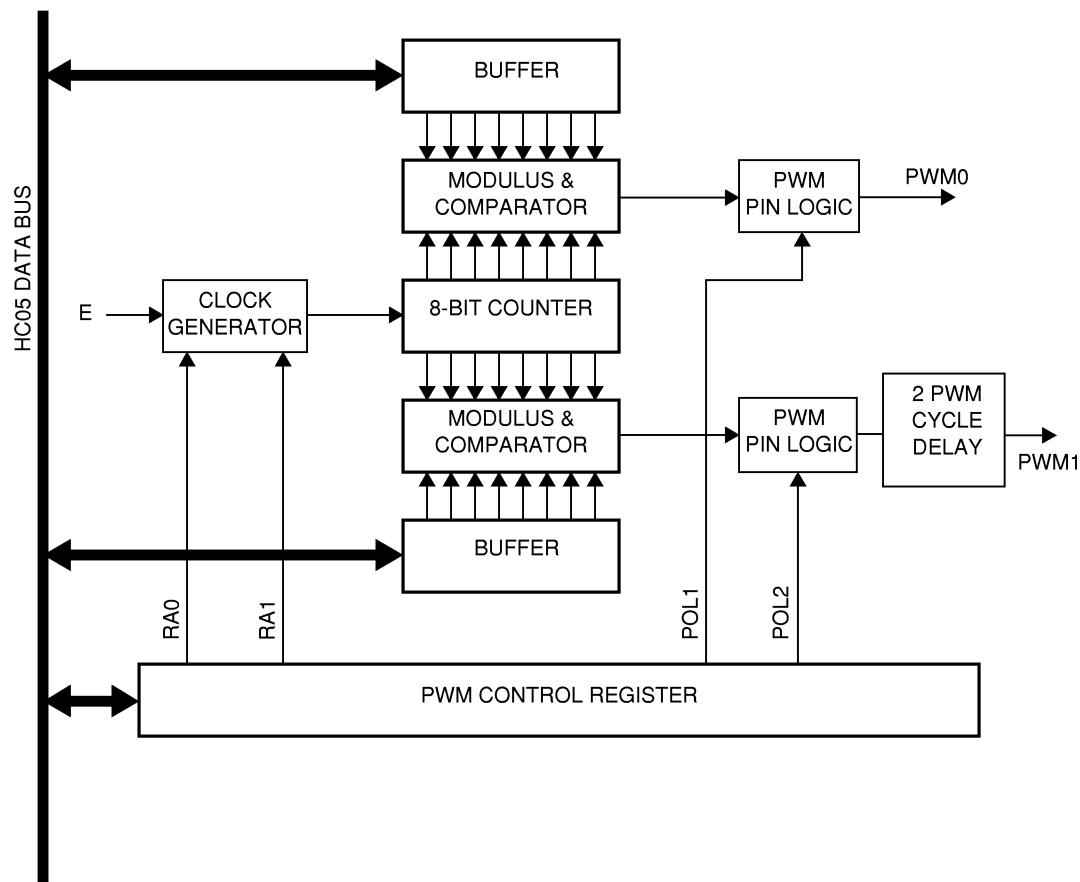 BUFFER
MODULUS &
COMPARATOR
PWM
PIN LOGIC
PWM0
HC05 DATA BUS
E
CLOCK
GENERATOR
8-BIT COUNTER
MODULUS &
COMPARATOR
PWM
PIN LOGIC
2 PWM
CYCLE
DELAY
PWM1
BUFFER
RA0
RA1
POL1
POL2
PWM CONTROL REGISTER